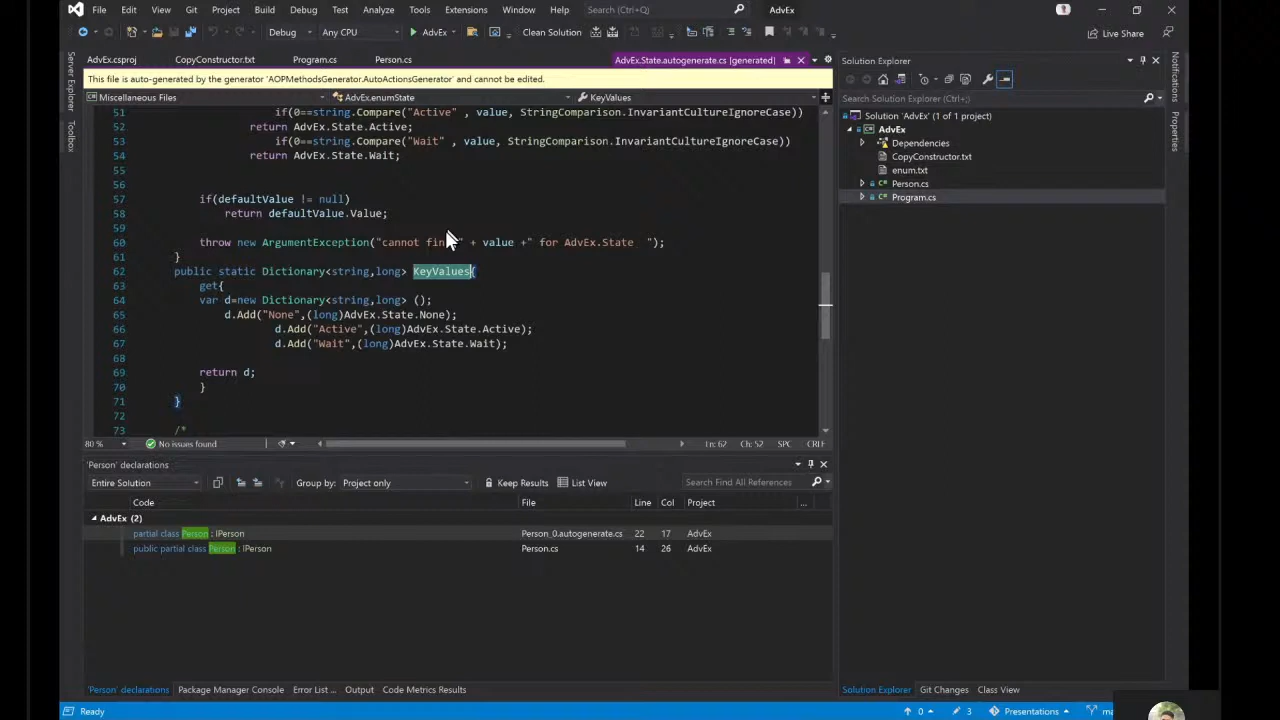 File Edit View Git Project Build Debug Test Analyze Tools Extensions Window Help Search (Ctrl+Q) AdvEx
Debug Any CPU AdvEx Clean Solution Live Share
AdvEx.csproj CopyConstructor.txt Program.cs Person.cs AdvEx.State.autogenerate.cs [generated]
This file is auto-generated by the generator 'AOPMethodsGenerator.AutoActionsGenerator' and cannot be edited.
Miscellaneous Files AdvEx.enumState KeyValues
51 if(0==string.Compare("Active" , value, StringComparison.InvariantCultureIgnoreCase))
52 return AdvEx.State.Active;
53 if(0==string.Compare("Wait" , value, StringComparison.InvariantCultureIgnoreCase))
54 return AdvEx.State.Wait;
55
56
57 if(defaultValue != null)
58 return defaultValue.Value;
59
60 throw new ArgumentException("cannot fin " + value +" for AdvEx.State ");
61 }
62 public static Dictionary<string,long> KeyValues{
63 get{
64 var d=new Dictionary<string,long> ();
65 d.Add("None",(long)AdvEx.State.None);
66 d.Add("Active",(long)AdvEx.State.Active);
67 d.Add("Wait",(long)AdvEx.State.Wait);
68
69 return d;
70 }
71 }
72
73 /*
80 % No issues found Ln: 62 Ch: 52 SPC CRLF
'Person' declarations
Entire Solution Group by: Project only Keep Results List View Search Find All References
Code File Line Col Project ...
AdvEx (2)
partial class Person : IPerson Person_0.autogenerate.cs 22 17 AdvEx
public partial class Person : IPerson Person.cs 14 26 AdvEx
'Person' declarations Package Manager Console Error List ... Output Code Metrics Results
Server Explorer
Toolbox
Solution Explorer
Search Solution Explorer (Ctrl+;)
Solution 'AdvEx' (1 of 1 project)
AdvEx
Dependencies
CopyConstructor.txt
enum.txt
Person.cs
Program.cs
Solution Explorer Git Changes Class View
Notifications
Properties
Ready 0 3 Presentations